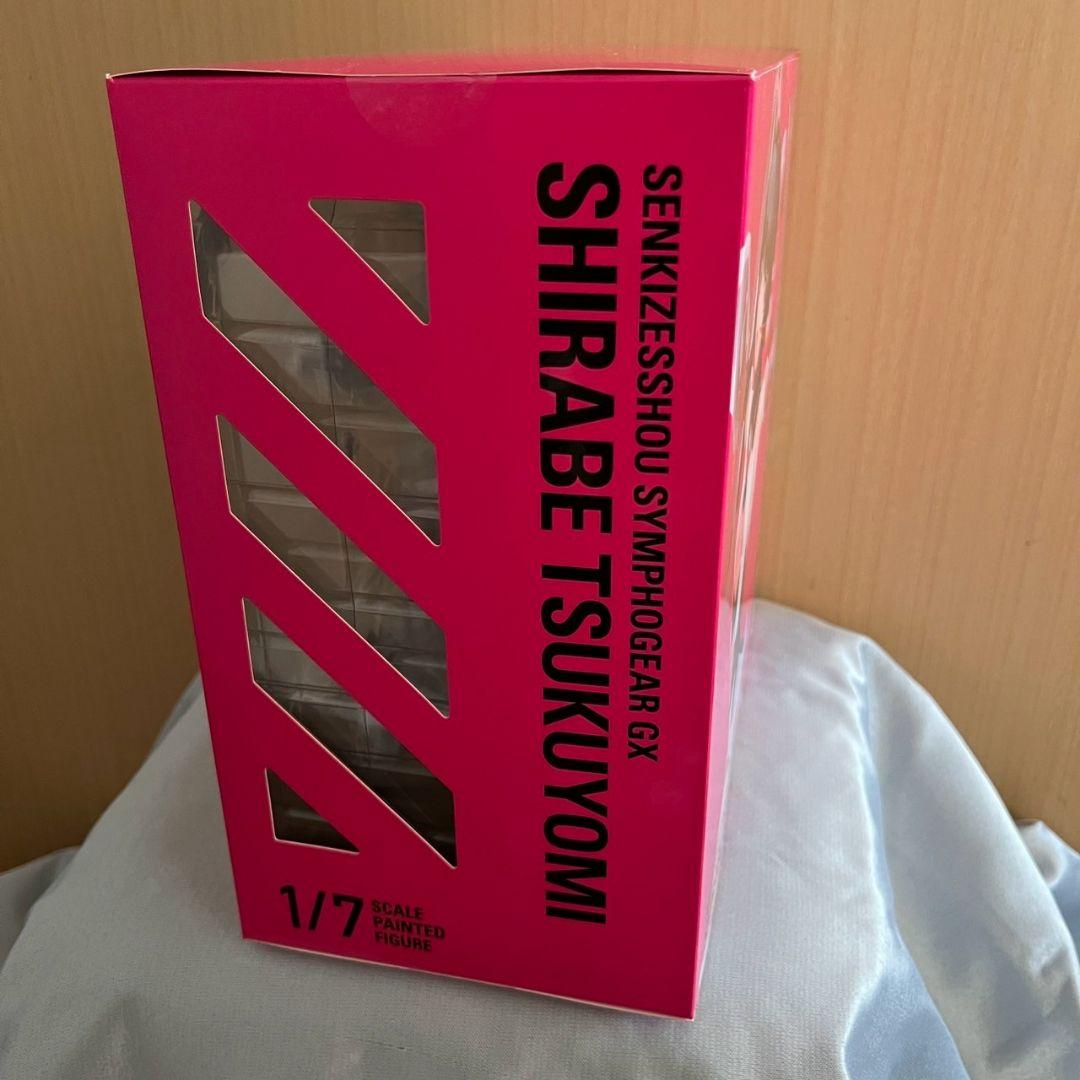 SENKIZESSHOU SYMPHOGEAR GX
SHIRABE TSUKUYOMI
1/7 SCALE
PAINTED
FIGURE